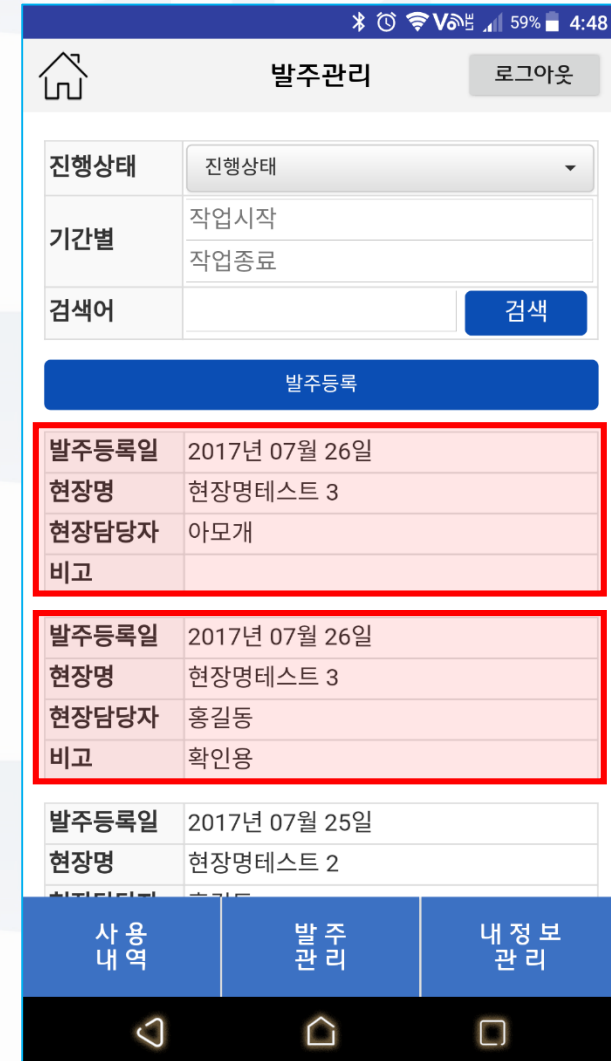 59% 4:48
발주관리
로그아웃
진행상태 진행상태
기간별 작업시작
작업종료
검색어 검색
발주등록
발주등록일 2017년 07월 26일
현장명 현장명테스트 3
현장담당자 아모개
비고
발주등록일 2017년 07월 26일
현장명 현장명테스트 3
현장담당자 홍길동
비고 확인용
발주등록일 2017년 07월 25일
현장명 현장명테스트 2
사 용
내 역
발 주
관 리
내 정 보
관 리